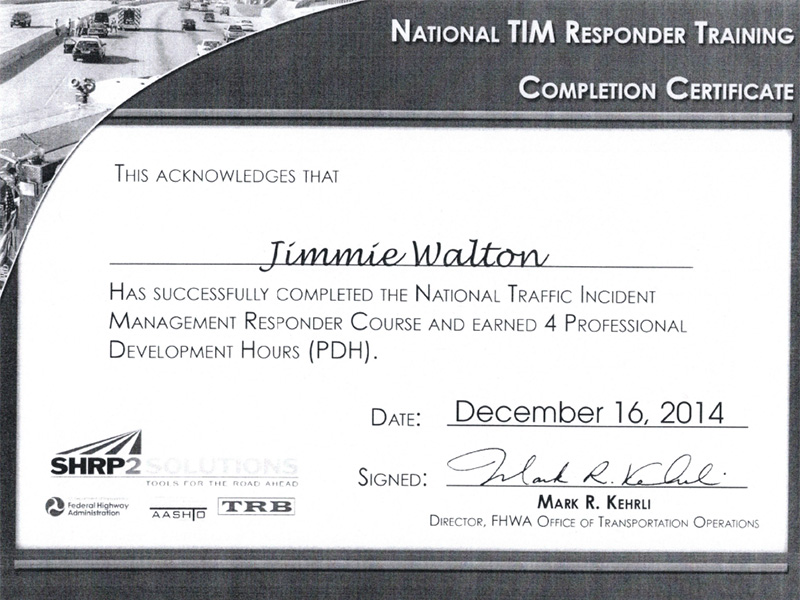 National TIM Responder Training
Completion Certificate
This acknowledges that
Jimmie Walton
Has successfully completed the National Traffic Incident
Management Responder Course and earned 4 Professional
Development Hours (PDH).
Date: December 16, 2014
Signed: Mark R. Kehrli
Mark R. Kehrli
Director, FHWA Office of Transportation Operations
SHRP2 SOLUTIONS
TOOLS FOR THE ROAD AHEAD
Federal Highway
Administration
AASHTO
TRB